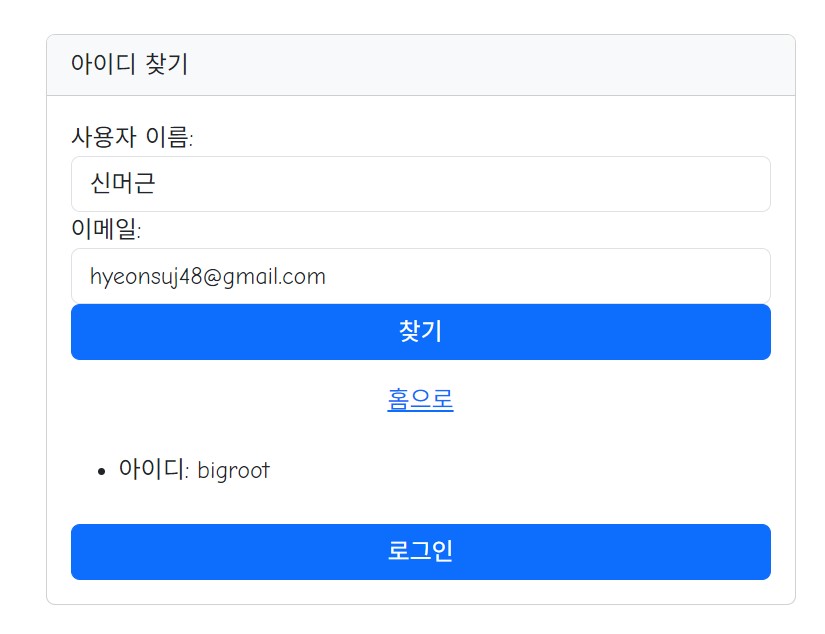 아이디 찾기
사용자 이름:
신머근
이메일:
hyeonsuj48@gmail.com
찾기
홈으로
• 아이디: bigroot
로그인